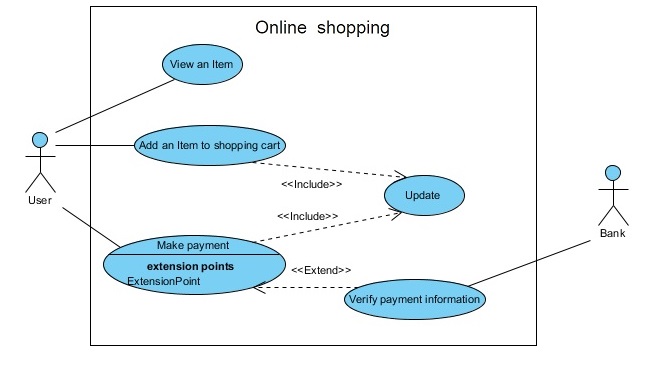 Online shopping
View an Item
Add an Item to shopping cart
<<Include>>
Update
User
<<Include>>
Bank
Make payment
extension points
ExtensionPoint
<<Extend>>
Verify payment information